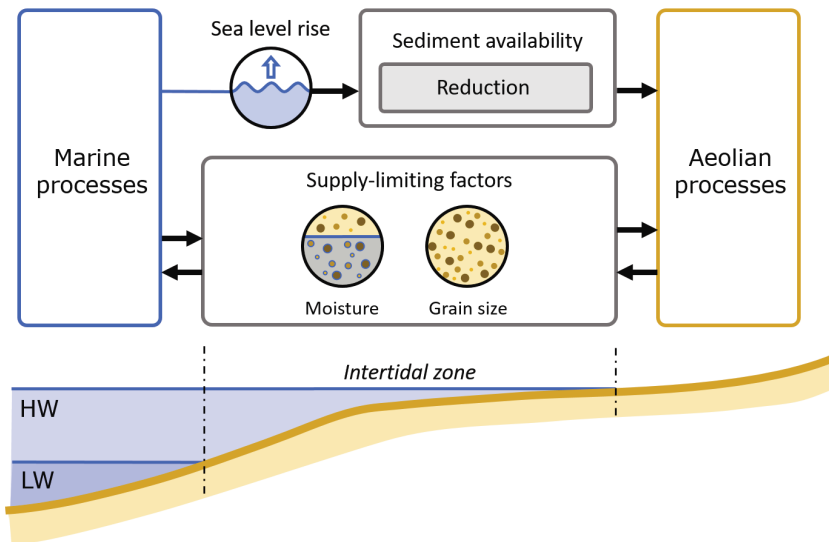 Sea level rise
Sediment availability
Reduction
Marine
processes
Aeolian
processes
Supply-limiting factors
Moisture
Grain size
Intertidal zone
HW
LW